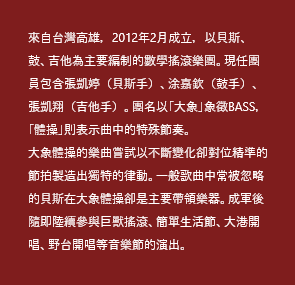 來自台灣高雄，2012年2月成立，以貝斯、
鼓、吉他為主要編制的數學搖滾樂團。現任團
員包含張凱婷（貝斯手）、涂嘉欽（鼓手）、
張凱翔（吉他手）。團名以｢大象｣象徵BASS，
｢體操｣則表示曲中的特殊節奏。
大象體操的樂曲嘗試以不斷變化卻對位精準的
節拍製造出獨特的律動。一般歌曲中常被忽略
的貝斯在大象體操卻是主要帶領樂器。成軍後
隨即陸續參與巨獸搖滾、簡單生活節、大港開
唱、野台開唱等音樂節的演出。